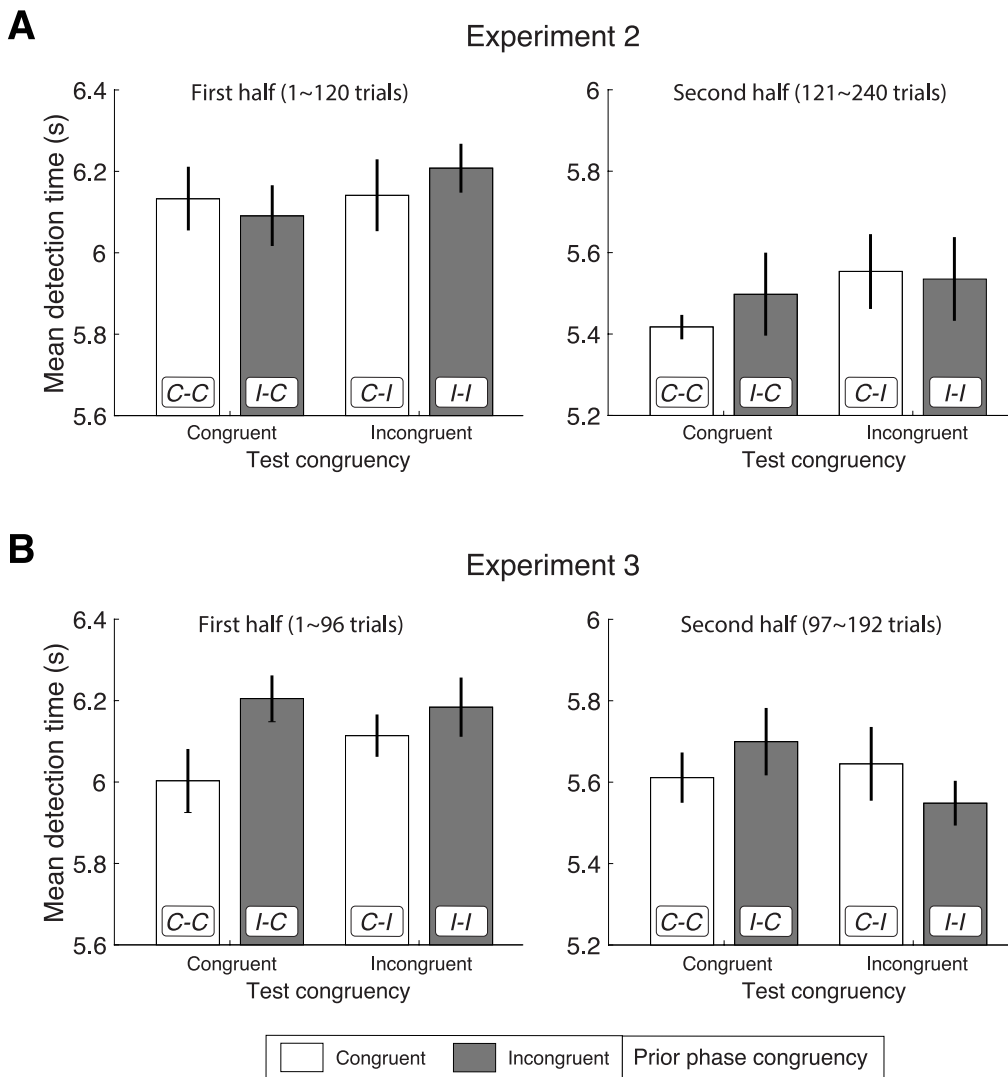 A
Experiment 2
First half (1~120 trials)
Mean detection time (s)
6.4
6.2
6
5.8
5.6
C-C
I-C
C-I
I-I
Congruent
Incongruent
Test congruency
Second half (121~240 trials)
6
5.8
5.6
5.4
5.2
C-C
I-C
C-I
I-I
Congruent
Incongruent
Test congruency
B
Experiment 3
First half (1~96 trials)
Mean detection time (s)
6.4
6.2
6
5.8
5.6
C-C
I-C
C-I
I-I
Congruent
Incongruent
Test congruency
Second half (97~192 trials)
6
5.8
5.6
5.4
5.2
C-C
I-C
C-I
I-I
Congruent
Incongruent
Test congruency
Congruent
Incongruent
Prior phase congruency